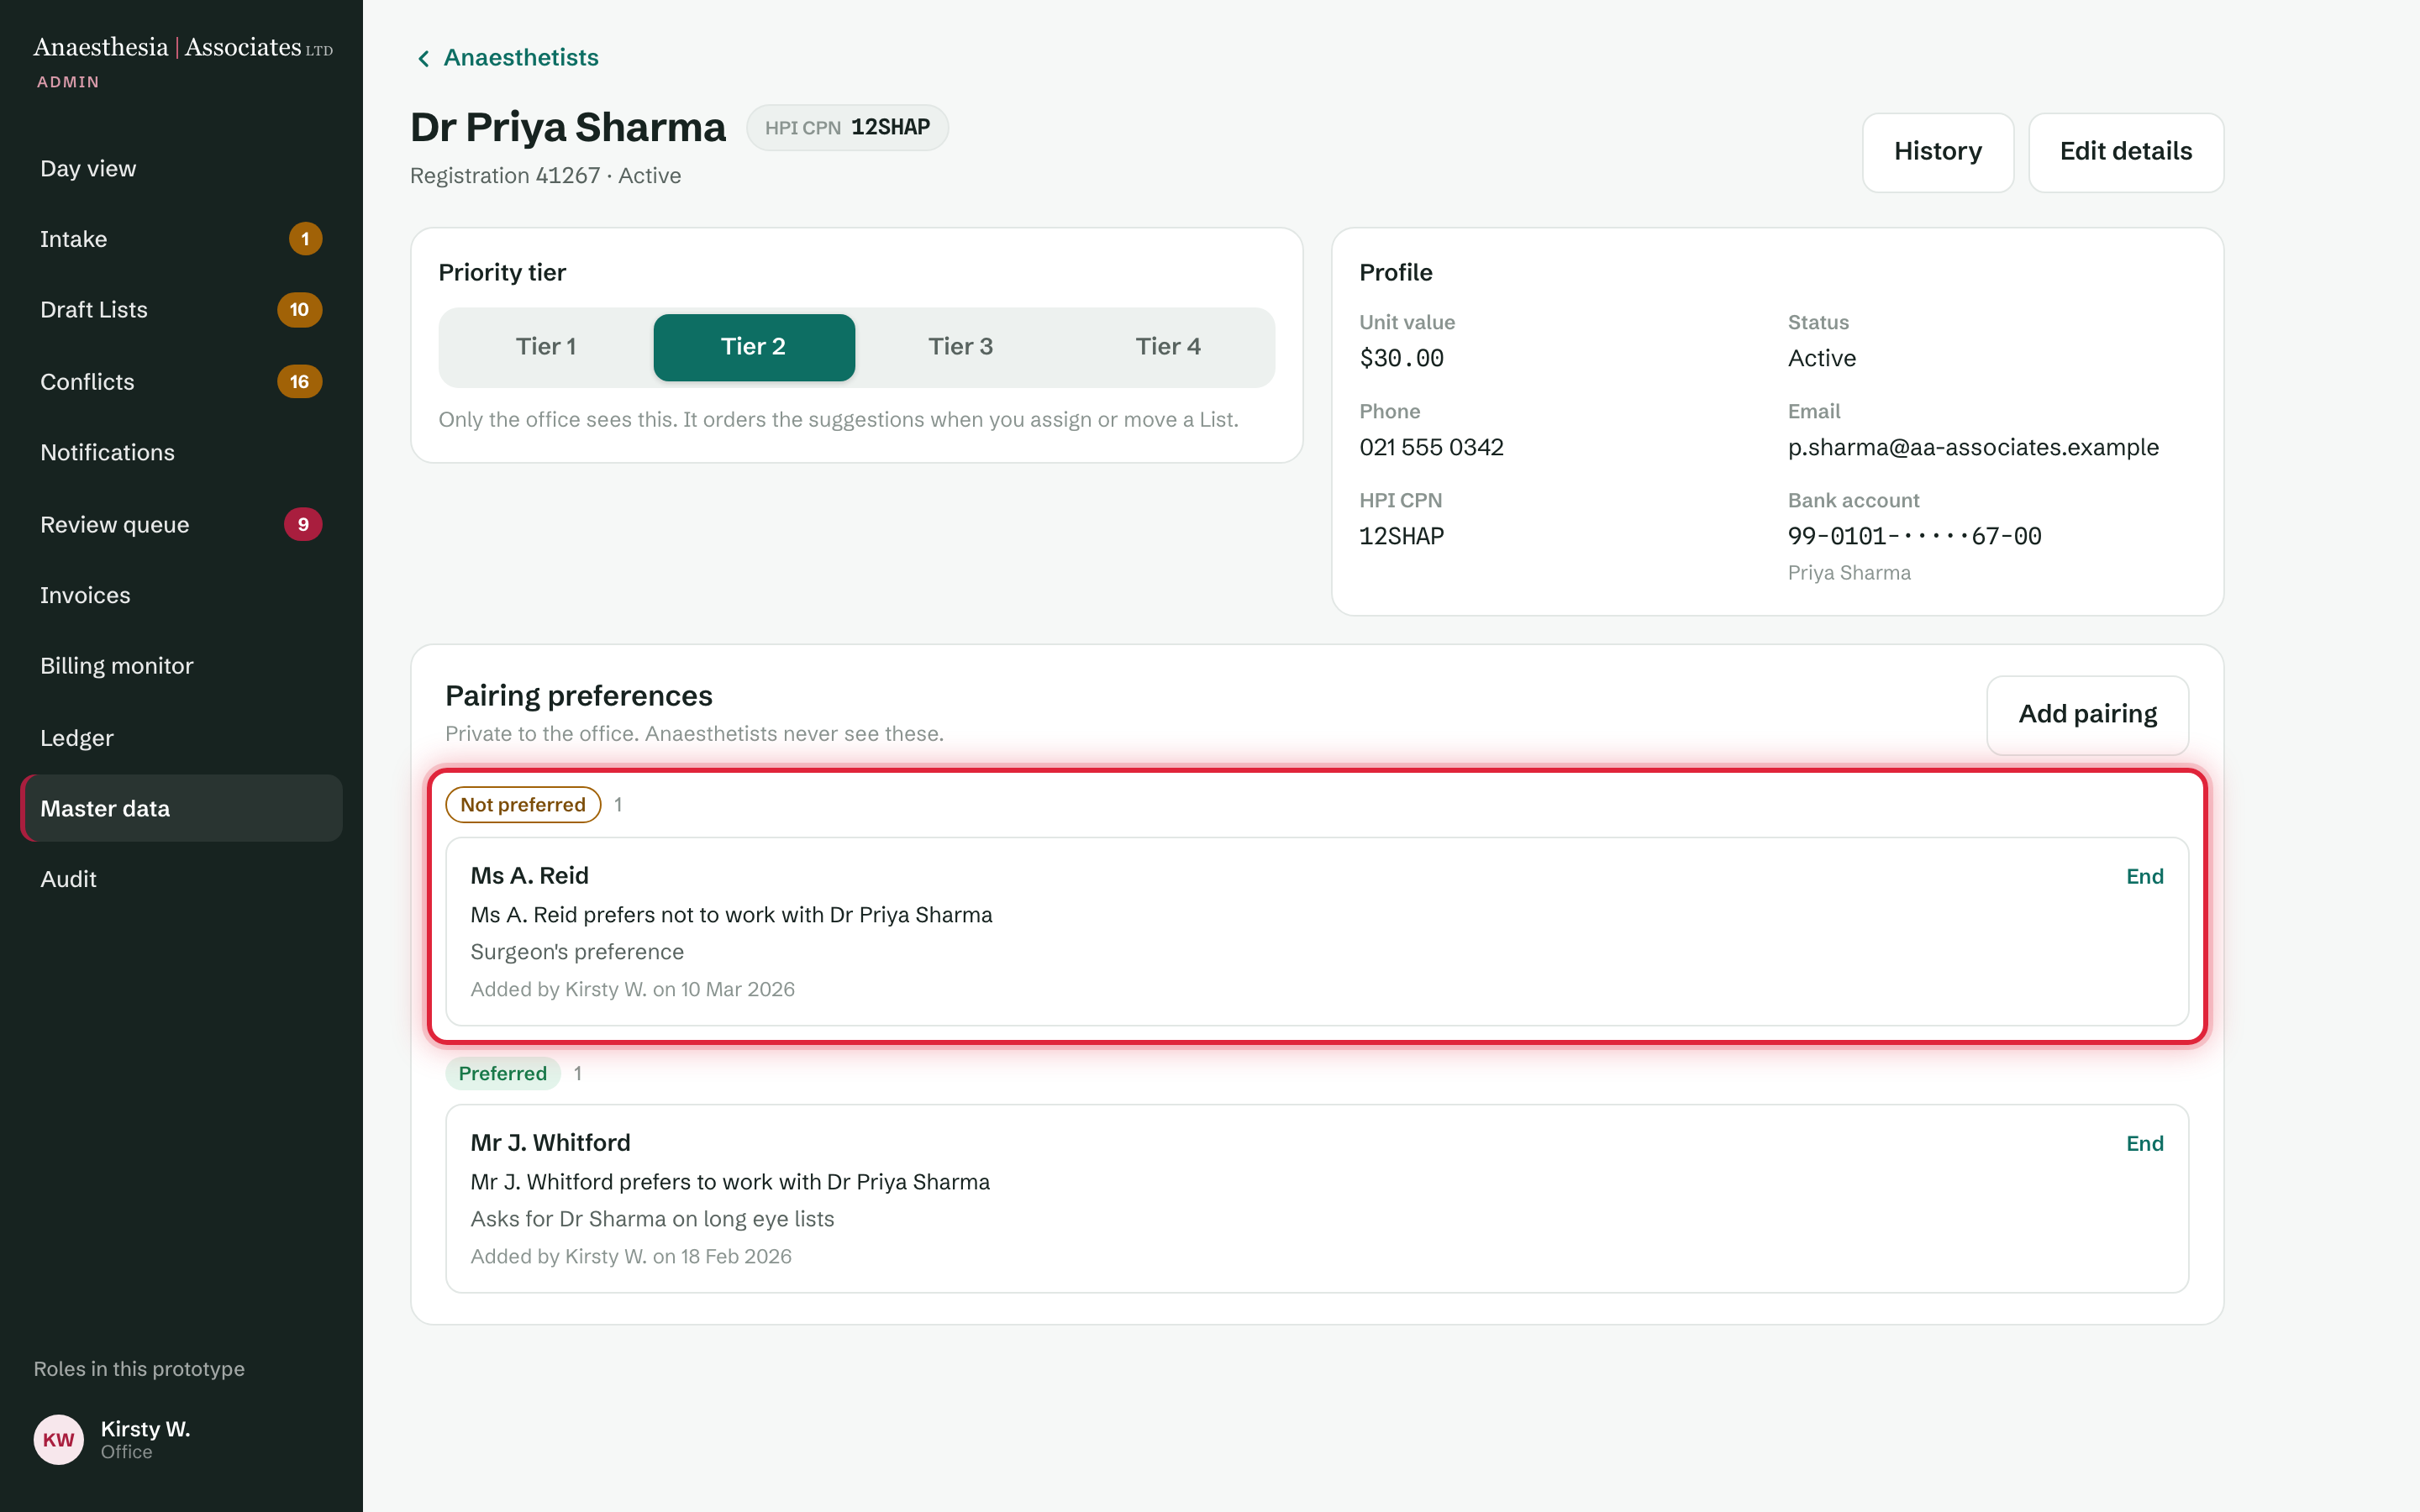 Anaesthesia | Associates LTD
ADMIN
Day view
Intake 1
Draft Lists 10
Conflicts 16
Notifications
Review queue 9
Invoices
Billing monitor
Ledger
Master data
Audit
Roles in this prototype
KW
Kirsty W.
Office
Anaesthetists
Dr Priya Sharma HPI CPN 12SHAP
Registration 41267 · Active
History
Edit details
Priority tier
Tier 1 Tier 2 Tier 3 Tier 4
Only the office sees this. It orders the suggestions when you assign or move a List.
Profile
Unit value
$30.00
Status
Active
Phone
021 555 0342
Email
p.sharma@aa-associates.example
HPI CPN
12SHAP
Bank account
99-0101-·····67-00
Priya Sharma
Pairing preferences
Private to the office. Anaesthetists never see these.
Add pairing
Not preferred 1
Ms A. Reid
End
Ms A. Reid prefers not to work with Dr Priya Sharma
Surgeon's preference
Added by Kirsty W. on 10 Mar 2026
Preferred 1
Mr J. Whitford
End
Mr J. Whitford prefers to work with Dr Priya Sharma
Asks for Dr Sharma on long eye lists
Added by Kirsty W. on 18 Feb 2026